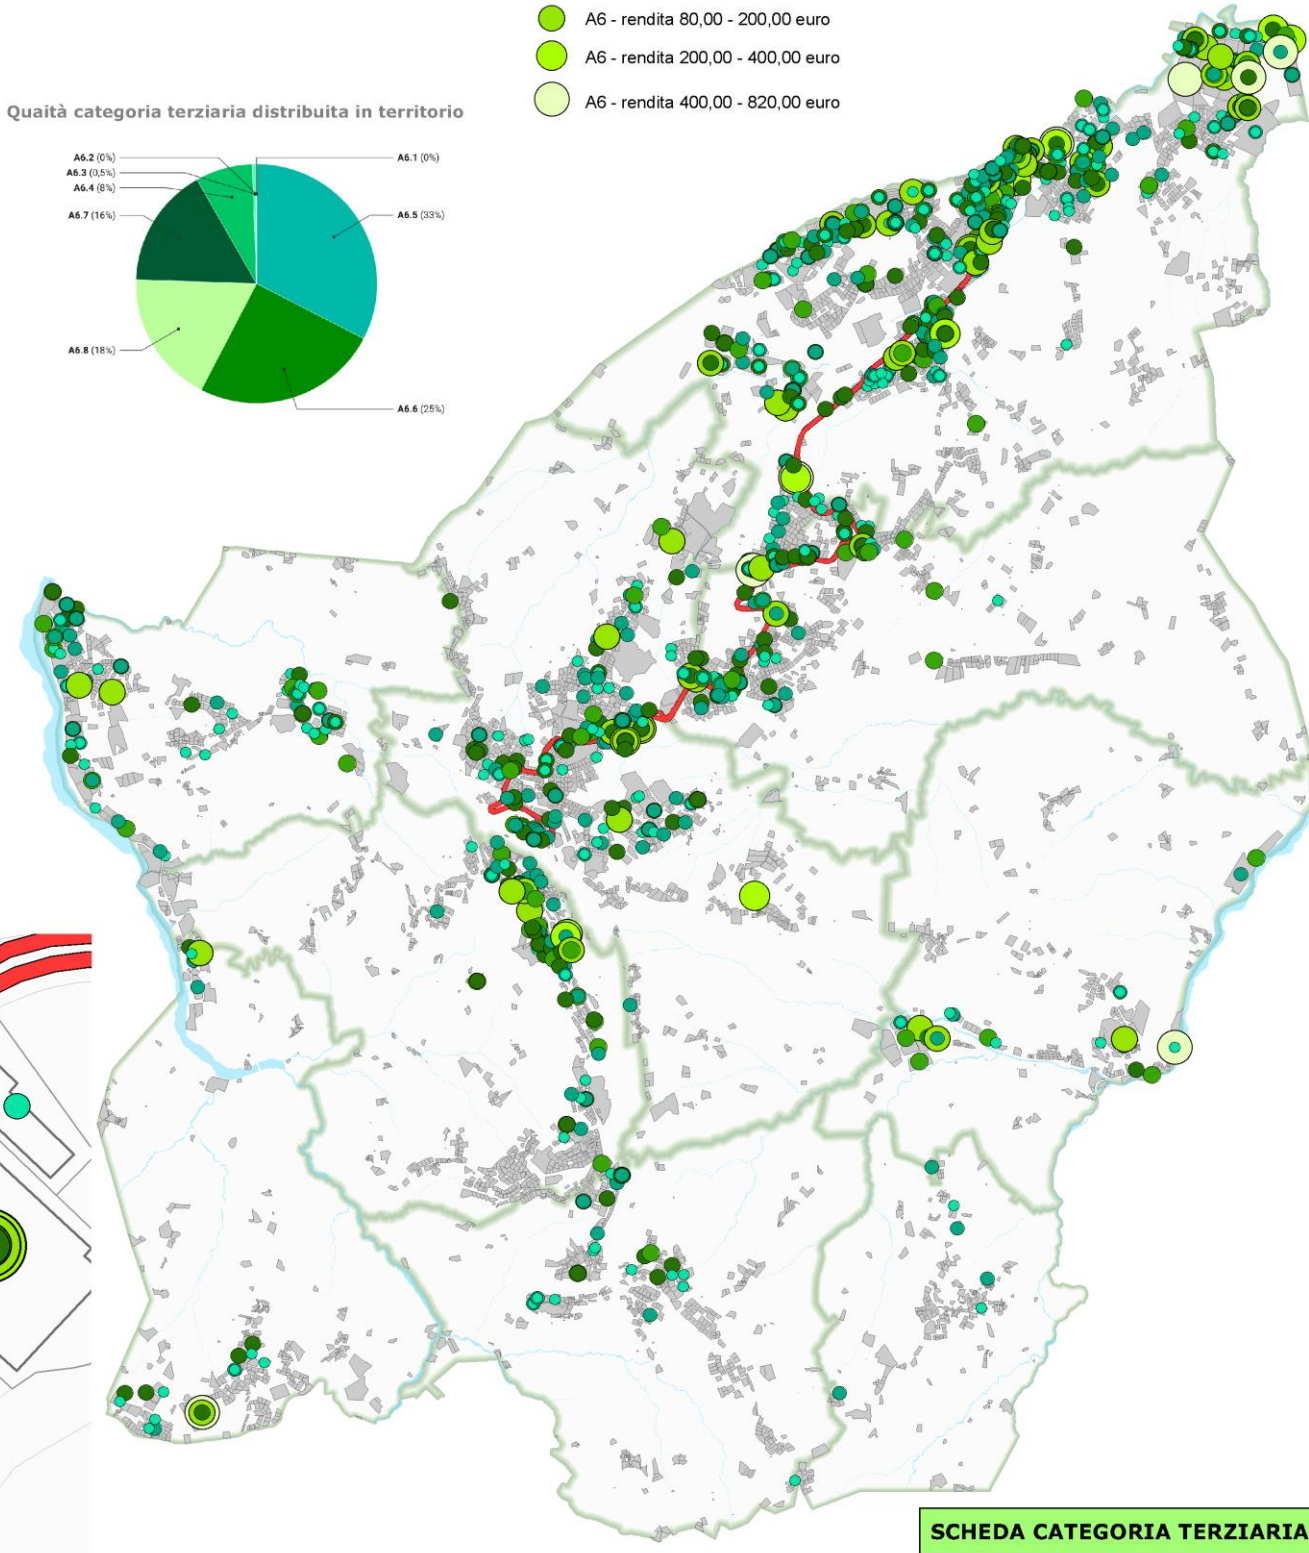 A6 - rendita 80,00 - 200,00 euro
A6 - rendita 200,00 - 400,00 euro
A6 - rendita 400,00 - 820,00 euro
Quaità categoria terziaria distribuita in territorio
A6.2 (0%)
A6.1 (0%)
A6.3 (0,5%)
A6.4 (8%)
A6.7 (16%)
A6.5 (33%)
A6.8 (18%)
A6.6 (25%)
SCHEDA CATEGORIA TERZIARIA